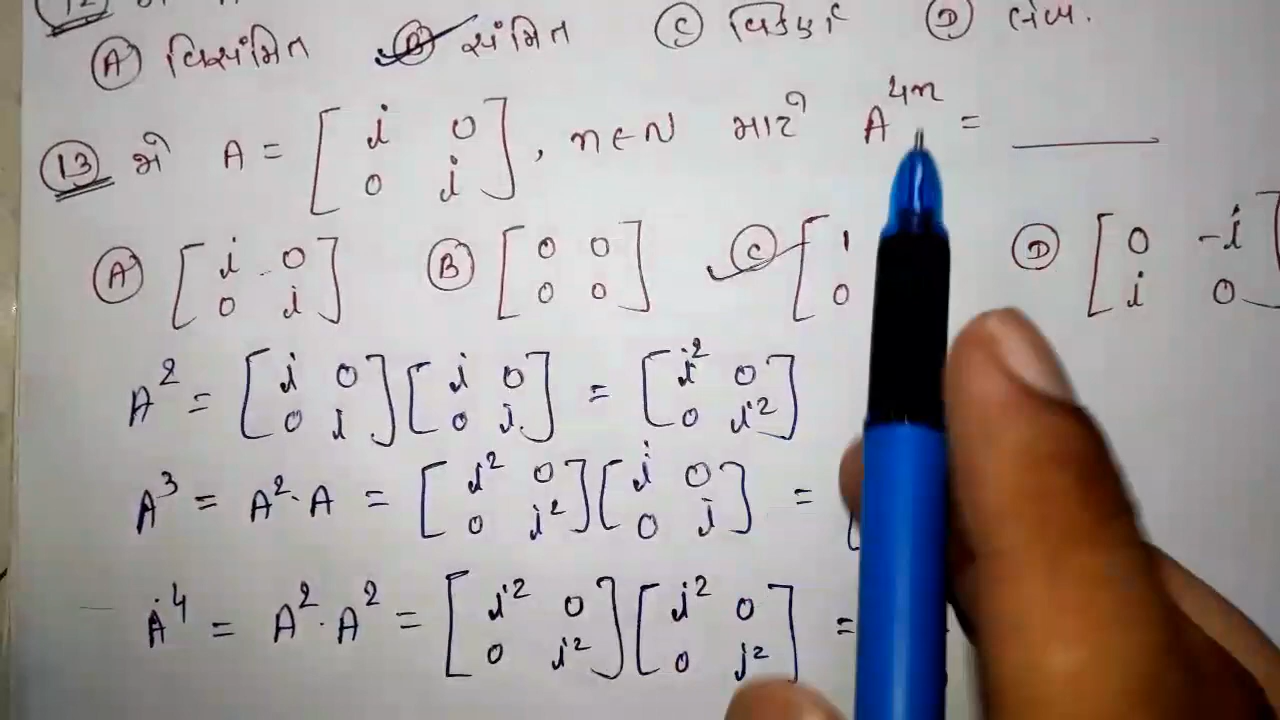 (A) વિસંમિત (B) સંમિત (C) (D)
(13) જો A = [ i 0 ; 0 i ] , n ∈ N માટે A^4n = ____
(A) [ i 0 ; 0 i ] (B) [ 0 0 ; 0 0 ] (C) [ 1 ; 0 (D) [ 0 -i ; i 0 ]
A^2 = [ i 0 ; 0 i ] [ i 0 ; 0 i ] = [ i^2 0 ; 0 i^2 ]
A^3 = A^2 · A = [ i^2 0 ; 0 i^2 ] [ i 0 ; 0 i ] =
A^4 = A^2 · A^2 = [ i^2 0 ; 0 i^2 ] [ i^2 0 ; 0 i^2 ] =